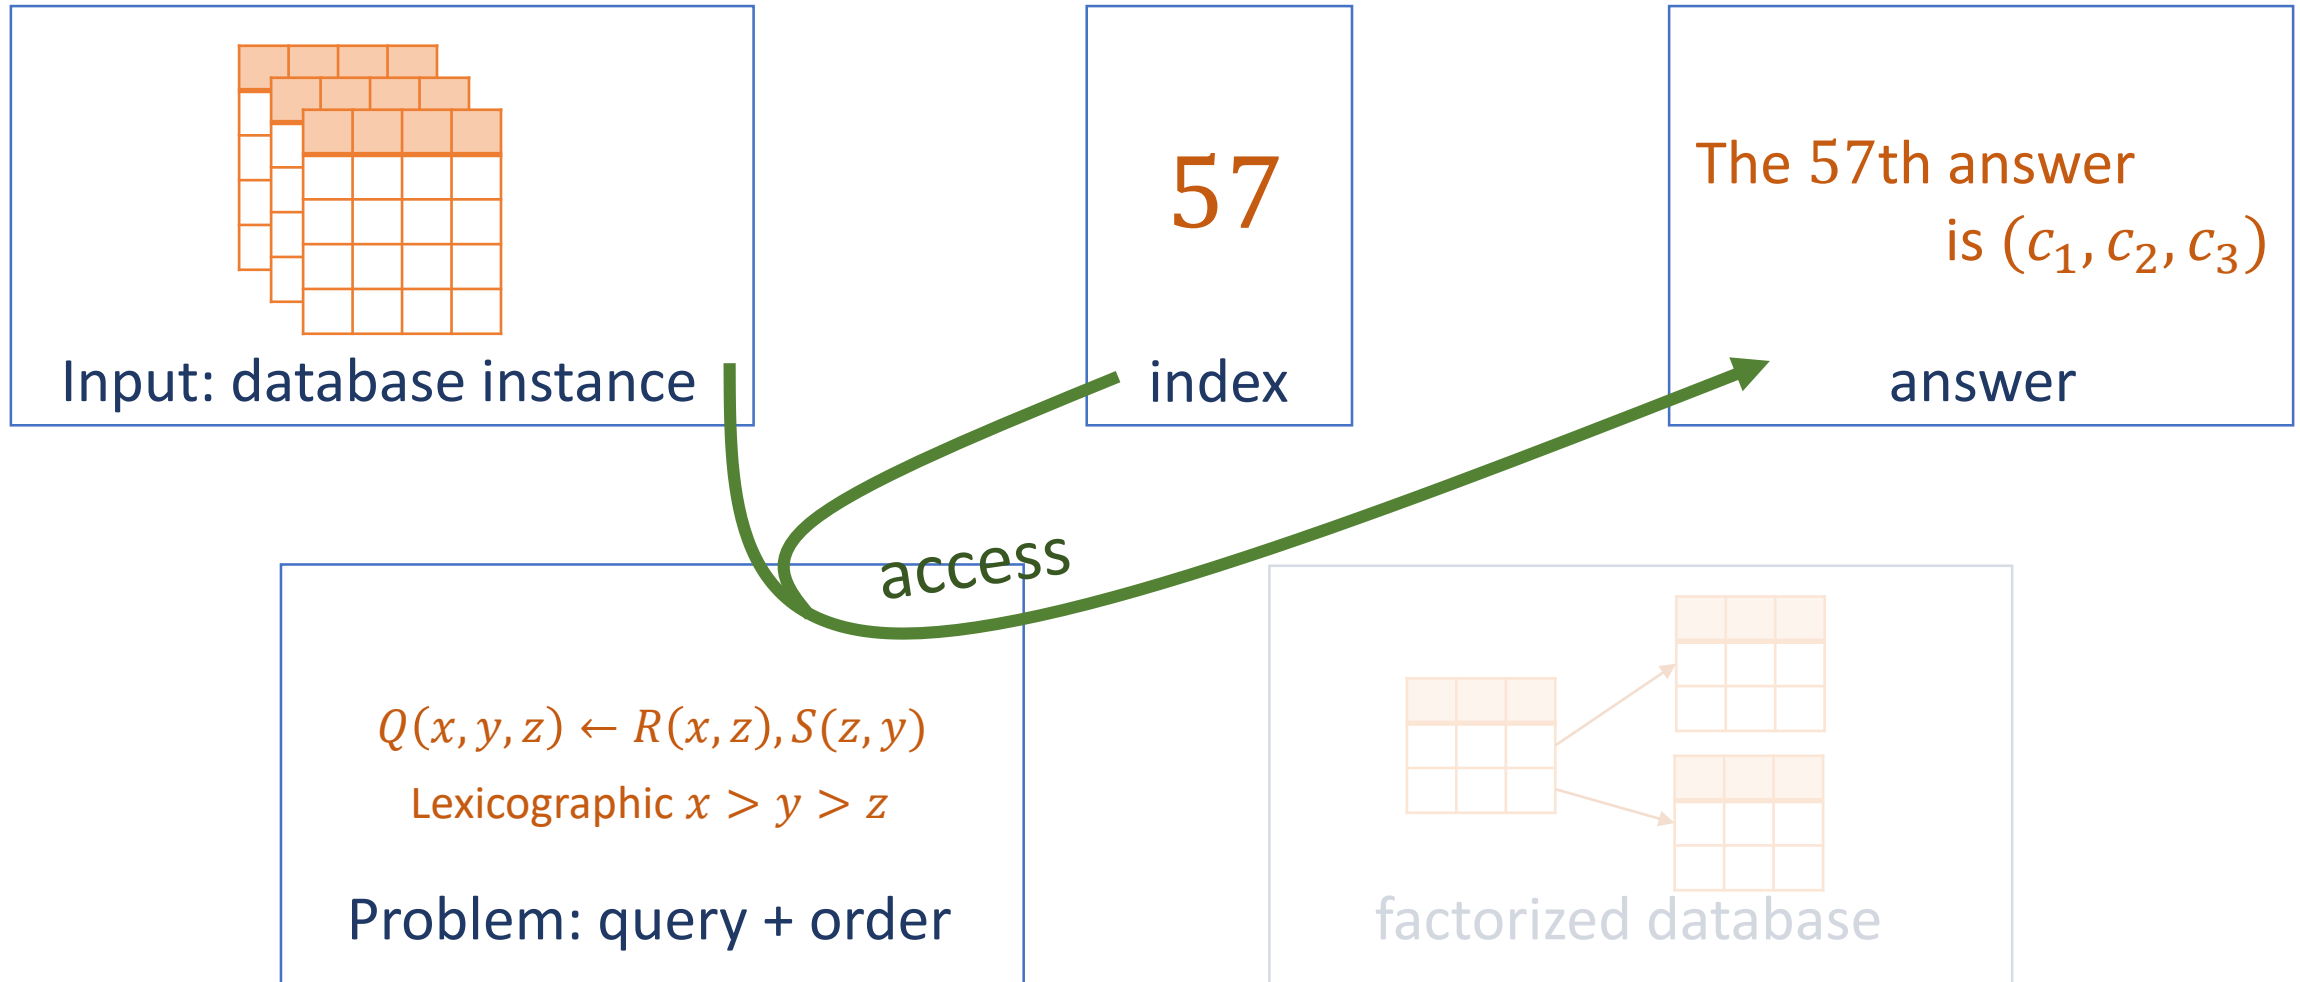 Input: database instance
57
index
The 57th answer
is (c₁, c₂, c₃)
answer
access
Q(x, y, z) ← R(x, z), S(z, y)
Lexicographic x > y > z
Problem: query + order
factorized database